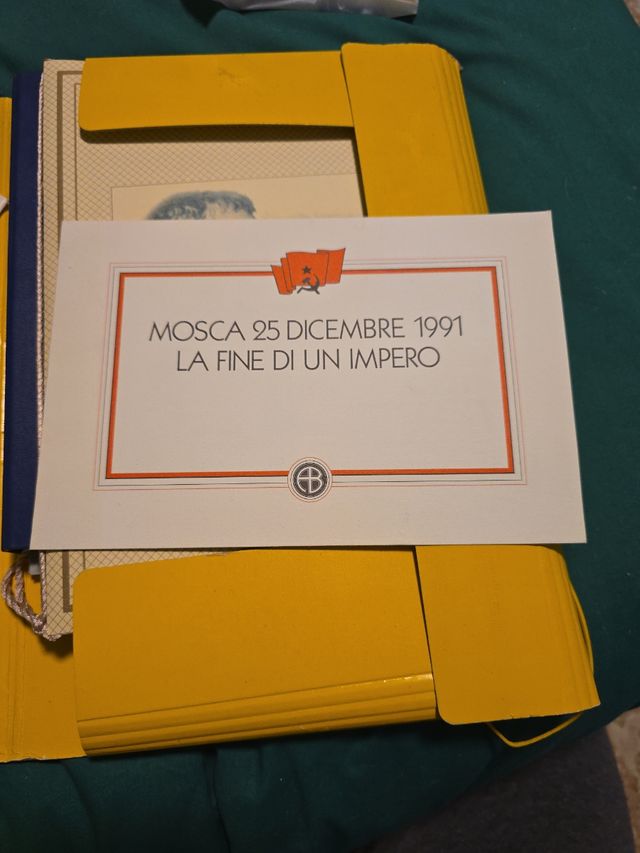 MOSCA 25 DICEMBRE 1991
LA FINE DI UN IMPERO